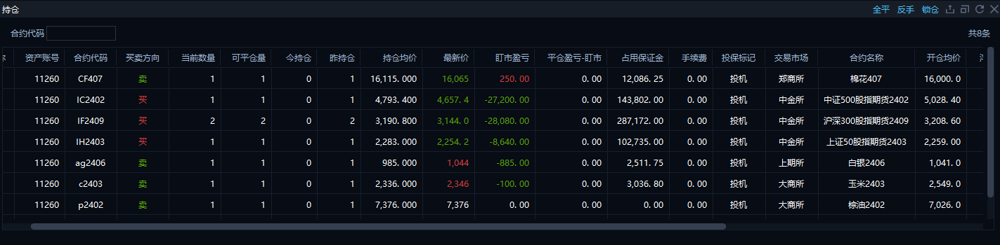 持仓 全平 反手 锁仓
合约代码 共8条
资产账号 合约代码 买卖方向 当前数量 可平仓量 今持仓 昨持仓 持仓均价 最新价 盯市盈亏 平仓盈亏-盯市 占用保证金 手续费 投保标记 交易市场 合约名称 开仓均价
11260 CF407 卖 1 1 0 1 16,115.000 16,065 250.00 0.00 12,086.25 0.00 投机 郑商所 棉花407 16,000.0
11260 IC2402 买 1 1 0 1 4,793.400 4,657.4 -27,200.00 0.00 143,802.00 0.00 投机 中金所 中证500股指期货2402 5,028.40
11260 IF2409 买 2 2 0 2 3,190.800 3,144.0 -28,080.00 0.00 287,172.00 0.00 投机 中金所 沪深300股指期货2409 3,208.60
11260 IH2403 买 1 1 0 1 2,283.000 2,254.2 -8,640.00 0.00 102,735.00 0.00 投机 中金所 上证50股指期货2403 2,259.00
11260 ag2406 卖 1 1 0 1 985.000 1,044 -885.00 0.00 2,511.75 0.00 投机 上期所 白银2406 1,041.0
11260 c2403 卖 1 1 0 1 2,336.000 2,346 -100.00 0.00 3,036.80 0.00 投机 大商所 玉米2403 2,549.0
11260 p2402 卖 1 1 0 1 7,376.000 7,376 0.00 0.00 0.00 0.00 投机 大商所 棕油2402 7,026.0